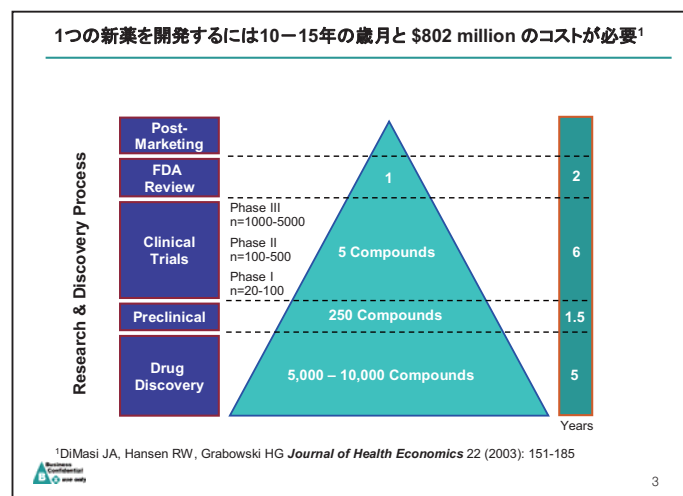 1つの新薬を開発するには10－15年の歳月と $802 million のコストが必要1
Research & Discovery Process
Post-
Marketing
FDA
Review
1
2
Clinical
Trials
Phase III
n=1000-5000
Phase II
n=100-500
Phase I
n=20-100
5 Compounds
6
Preclinical
250 Compounds
1.5
Drug
Discovery
5,000 – 10,000 Compounds
5
Years
1DiMasi JA, Hansen RW, Grabowski HG Journal of Health Economics 22 (2003): 151-185
Business
Confidential
B
use only
3